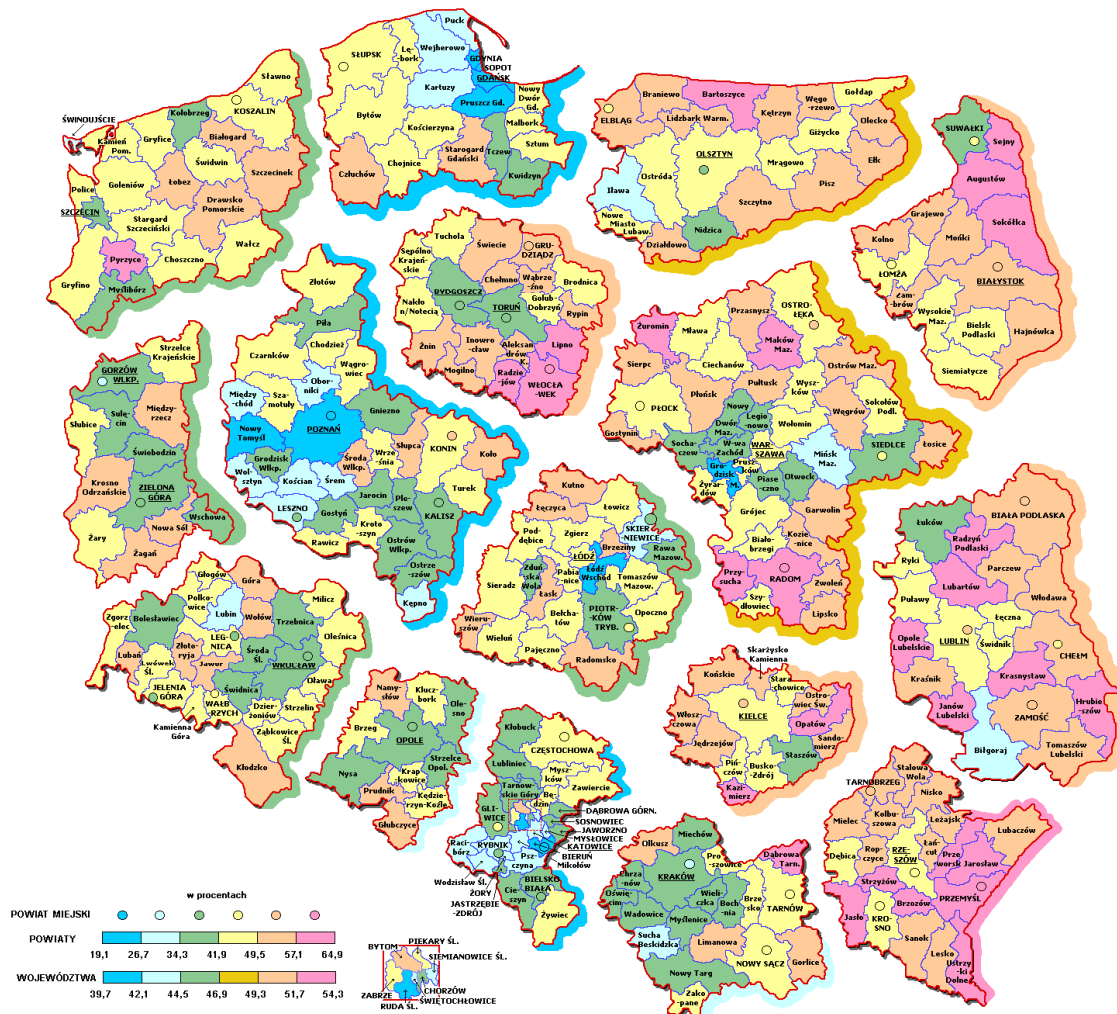 Puck
Wejherowo
Lę-
bork
SŁUPSK
GDYNIA
SOPOT
GDAŃSK
Kartuzy
Pruszcz Gd.
Nowy
Dwór
Gd.
Bytów
Kościerzyna
Malbork
Starogard
Gdański
Tczew
Sztum
Chojnice
Człuchów
Kwidzyn
Sławno
Kołobrzeg
KOSZALIN
ŚWINOUJŚCIE
Kamień
Pom.
Gryfice
Białogard
Świdwin
Szczecinek
Goleniów
Łobez
Police
Drawsko
Pomorskie
SZCZECIN
Stargard
Szczeciński
Wałcz
Choszczno
Pyrzyce
Gryfino
Myślibórz
Braniewo
Bartoszyce
Węgo-
rzewo
Gołdap
ELBLĄG
Lidzbark Warm.
Kętrzyn
Olecko
Giżycko
OLSZTYN
Ełk
Mrągowo
Ostróda
Iława
Pisz
Szczytno
Nowe
Miasto
Lubaw.
Nidzica
Działdowo
SUWAŁKI
Sejny
Augustów
Grajewo
Sokółka
Kolno
Mońki
ŁOMŻA
BIAŁYSTOK
Zam-
brów
Wysokie
Maz.
Hajnówka
Bielsk
Podlaski
Siemiatycze
Tuchola
Sępólno
Krajeńskie
Świecie
GRU-
DZIĄDZ
Chełmno
Wąbrze-
źno
Brodnica
BYDGOSZCZ
Nakło
n/Notecią
TORUŃ
Golub-
Dobrzyń
Rypin
Żnin
Inowro-
cław
Aleksan-
drów
K.
Lipno
Mogilno
Radzie-
jów
WŁOCŁA-
WEK
Złotów
Piła
Chodzież
Czarnków
Wągro-
wiec
Obor-
niki
Między-
chód
Sza-
motuły
Gniezno
Nowy
Tomyśl
POZNAŃ
Słupca
KONIN
Wrze-
śnia
Koło
Grodzisk
Wlkp.
Środa
Wlkp.
Wol-
sztyn
Kościan
Śrem
Turek
Jarocin
Ple-
szew
LESZNO
Gostyń
KALISZ
Kroto-
szyn
Rawicz
Ostrów
Wlkp.
Ostrze-
szów
Kępno
Strzelce
Krajeńskie
GORZÓW
WLKP.
Sulę-
cin
Między-
rzecz
Słubice
Świebodzin
Krosno
Odrzańskie
ZIELONA
GÓRA
Wschowa
Nowa Sól
Żary
Żagań
Żuromin
Mława
Przasnysz
OSTRO-
ŁĘKA
Maków
Maz.
Sierpc
Ciechanów
Ostrów Maz.
Pułtusk
Wysz-
ków
PŁOCK
Płońsk
Sokołów
Podl.
Nowy
Dwór
Maz.
Legio-
nowo
Węgrów
Gostynin
Wołomin
Socha-
czew
W-wa
Zachód
WAR-
SZAWA
SIEDLCE
Łosice
Mińsk
Maz.
Prusz-
ków
Gro-
dzisk
M.
Otwock
Żyrar-
dów
Piase-
czno
Grójec
Garwolin
Biało-
brzegi
Kozie-
nice
Przy-
sucha
RADOM
Zwoleń
Szy-
dłowiec
Lipsko
Kutno
Łęczyca
Łowicz
SKIER
-NIEWICE
Pod-
dębice
Zgierz
Brzeziny
ŁÓDŹ
Rawa
Mazow.
Zduń
ska
Wola
Pabia-
nice
Łódź
Wschód
Sieradz
Łask
Tomaszów
Mazow.
PIOTR-
KÓW
TRYB.
Opoczno
Weru-
szów
Bełcha-
tów
Wieluń
Pajęczno
Radomsko
BIAŁA PODLASKA
Łuków
Radzyń
Podlaski
Ryki
Parczew
Lubartów
Włodawa
Puławy
Łęczna
LUBLIN
Świdnik
CHEŁM
Opole
Lubelskie
Krasnystaw
Kraśnik
Janów
Lubelski
Hrubie-
szów
ZAMOŚĆ
Biłgoraj
Tomaszów
Lubelski
Głogów
Góra
Polko-
wice
Milicz
Lubin
Wołów
Zgorz-
elec
Bolesławiec
Trzebnica
LEG-
NICA
Oleśnica
Złoto-
ryja
Środa
Śl.
Lubań
Jawor
WROCŁAW
Lwówek
Śl.
Oława
JELENIA
GÓRA
Świdnica
WAŁB
-RZYCH
Dzier-
żoniów
Strzelin
Kamienna
Góra
Ząbkowice
Śl.
Kłodzko
Namy-
słów
Klucz-
bork
Ole-
sno
Brzeg
OPOLE
Strzelce
Opol.
Nysa
Krap-
kowice
Prudnik
Kędzie-
rzyn-Koźle
Głubczyce
Skarżysko
Kamienna
Końskie
Stara
-chowice
Ostro-
wiec Św.
KIELCE
Włosz-
czowa
Opatów
Jędrzejów
Sando-
mierz
Staszów
Piń-
czów
Busko-
Zdrój
Kazi-
mierz
Kłobuck
CZĘSTOCHOWA
Lubliniec
Mysz-
ków
Tarnow-
skie Góry
Bę-
dzin
Zawiercie
GLI-
WICE
DĄBROWA GÓRN.
SOSNOWIEC
JAWORZNO
MYSŁOWICE
KATOWICE
BIERUŃ
Mikołów
Raci-
bórz
RYBNIK
Psz-
czyna
Wodzisław Śl.
ŻORY
JASTRZĘBIE
-ZDRÓJ
Cie-
szyn
BIELSKO
BIAŁA
Żywiec
Miechów
Olkusz
Pro-
szowice
Dąbrowa
Tarn.
Chrza-
nów
KRAKÓW
Oświę-
cim
Wieli-
czka
Boch-
nia
Brze-
sko
TARNÓW
Wadowice
Myślenice
Sucha
Beskidzka
Limanowa
NOWY SĄCZ
Gorlice
Nowy Targ
Zako-
pane
Stalowa
Wola
TARNOBRZEG
Nisko
Mielec
Kolbu-
szowa
Leżajsk
Lubaczów
Dębica
Rop-
czyce
RZE-
SZÓW
Łań-
cut
Prze-
worsk
Jarosław
Strzyżów
PRZEMYŚL
Jasło
Brzozów
KRO-
SNO
Sanok
Lesko
Ustrzy-
ki
Dolne
BYTOM
PIEKARY ŚL.
SIEMIANOWICE ŚL.
CHORZÓW
ŚWIĘTOCHŁOWICE
ZABRZE
RUDA ŚL.
w procentach
POWIAT MIEJSKI
POWIATY
19,1 26,7 34,3 41,9 49,5 57,1 64,9
WOJEWÓDZTWA
39,7 42,1 44,5 46,9 49,3 51,7 54,3